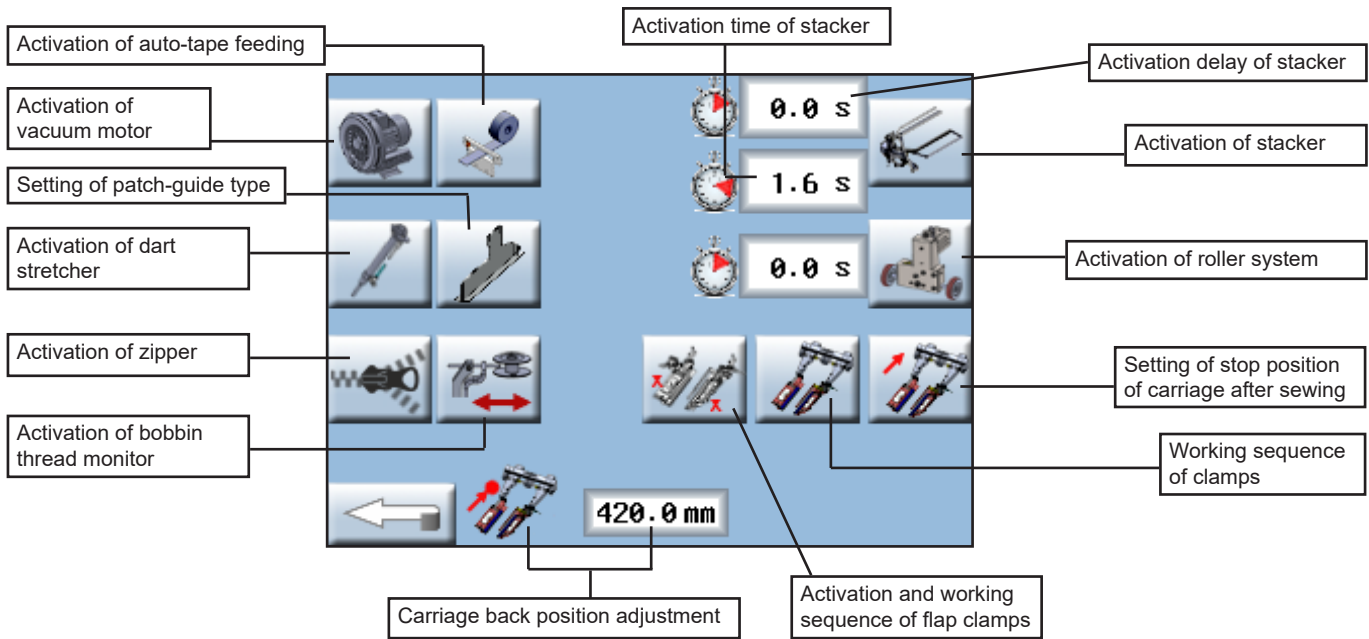 Activation time of stacker
Activation of auto-tape feeding
Activation delay of stacker
Activation of
vacuum motor
0.0 s
Activation of stacker
Setting of patch-guide type
1.6 s
Activation of dart
stretcher
0.0 s
Activation of roller system
Activation of zipper
Setting of stop position
of carriage after sewing
Activation of bobbin
thread monitor
Working sequence
of clamps
420.0 mm
Carriage back position adjustment
Activation and working
sequence of flap clamps